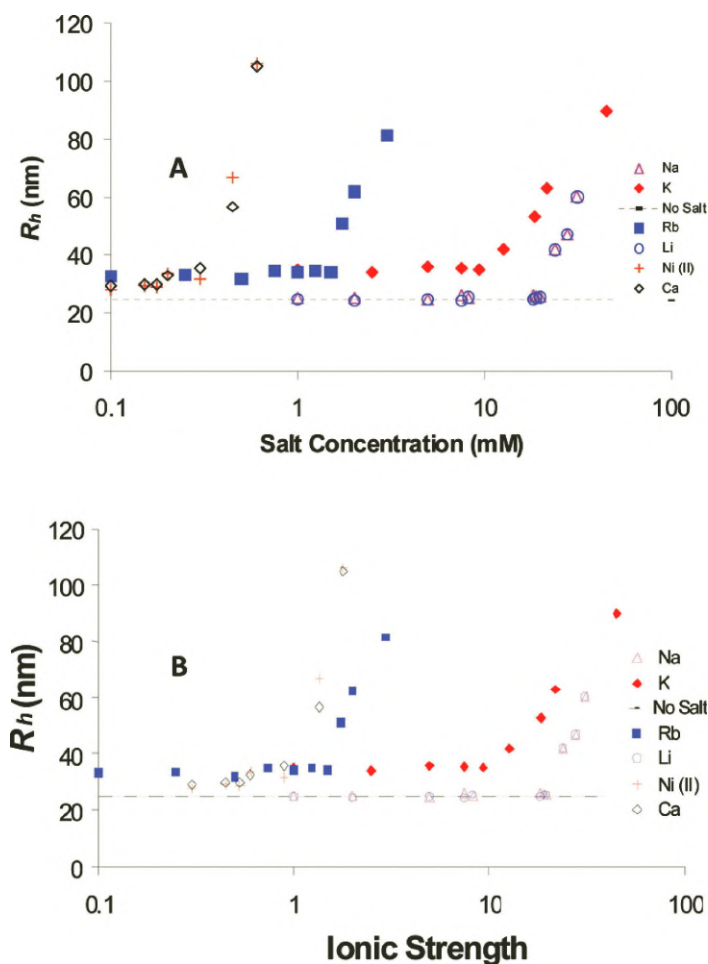 120
100
80
60
40
20
0
R_h (nm)
A
Na
K
No Salt
Rb
Li
Ni (II)
Ca
0.1
1
10
100
Salt Concentration (mM)
120
100
80
60
40
20
0
R_h (nm)
B
Na
K
No Salt
Rb
Li
Ni (II)
Ca
0.1
1
10
100
Ionic Strength